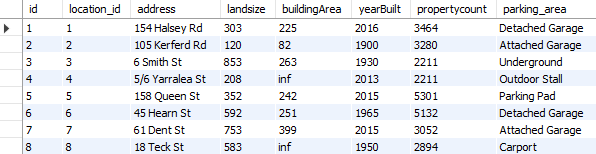 id location_id address landsize buildingArea yearBuilt propertycount parking_area
1 1 154 Halsey Rd 303 225 2016 3464 Detached Garage
2 2 105 Kerferd Rd 120 82 1900 3280 Attached Garage
3 3 6 Smith St 853 263 1930 2211 Underground
4 4 5/6 Yarralea St 208 inf 2013 2211 Outdoor Stall
5 5 158 Queen St 352 242 2015 5301 Parking Pad
6 6 45 Hearn St 592 251 1965 5132 Detached Garage
7 7 61 Dent St 753 399 2015 3052 Attached Garage
8 8 18 Teck St 583 inf 1950 2894 Carport